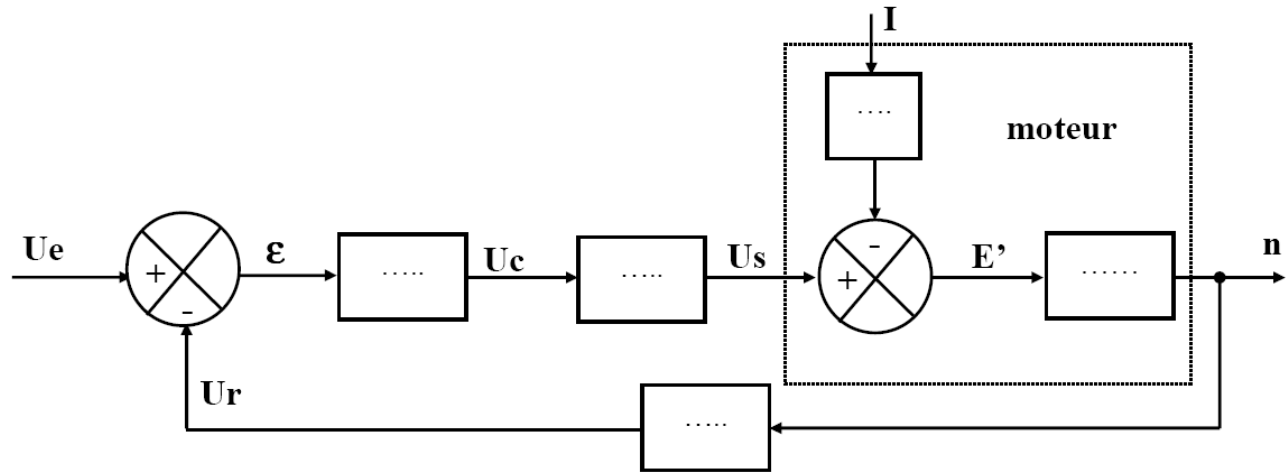 I
....
moteur
-
Ue
+
-
ε
.....
Uc
.....
Us
+
E’
......
n
Ur
.....